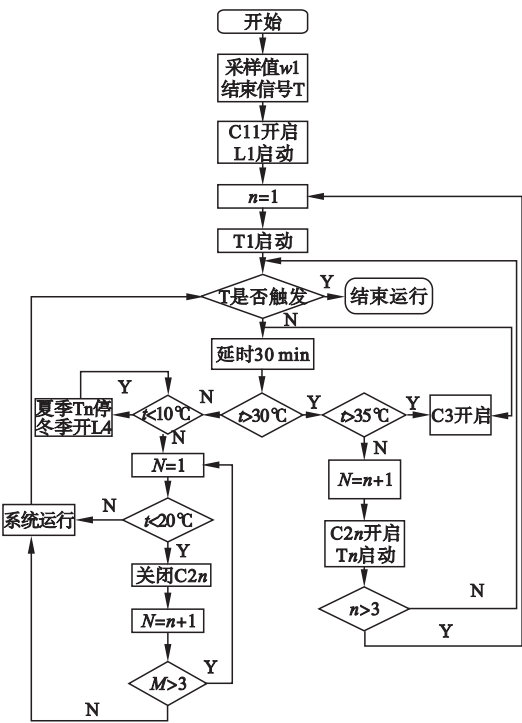 开始
采样值w1
结束信号T
C11开启
L1启动
n=1
T1启动
T是否触发
Y
结束运行
N
延时30 min
Y
t<10℃
N
t>30℃
Y
t>35℃
Y
C3开启
夏季Tn停
冬季开L4
N
N
N=1
N=n+1
系统运行
N
t<20℃
C2n开启
Tn启动
Y
关闭C2n
n>3
N
N=n+1
Y
M>3
Y
N